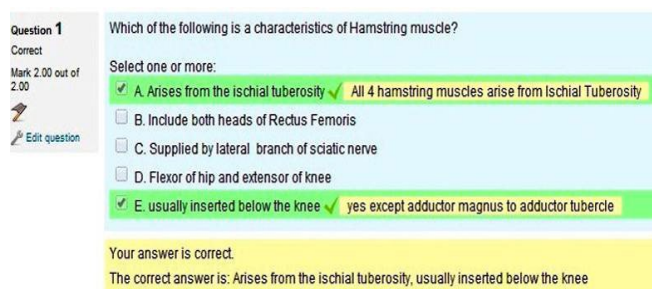 Question 1
Correct
Mark 2.00 out of
2.00
Edit question
Which of the following is a characteristics of Hamstring muscle?
Select one or more:
A. Arises from the ischial tuberosity All 4 hamstring muscles arise from Ischial Tuberosity
B. Include both heads of Rectus Femoris
C. Supplied by lateral branch of sciatic nerve
D. Flexor of hip and extensor of knee
E. usually inserted below the knee yes except adductor magnus to adductor tubercle
Your answer is correct.
The correct answer is: Arises from the ischial tuberosity, usually inserted below the knee